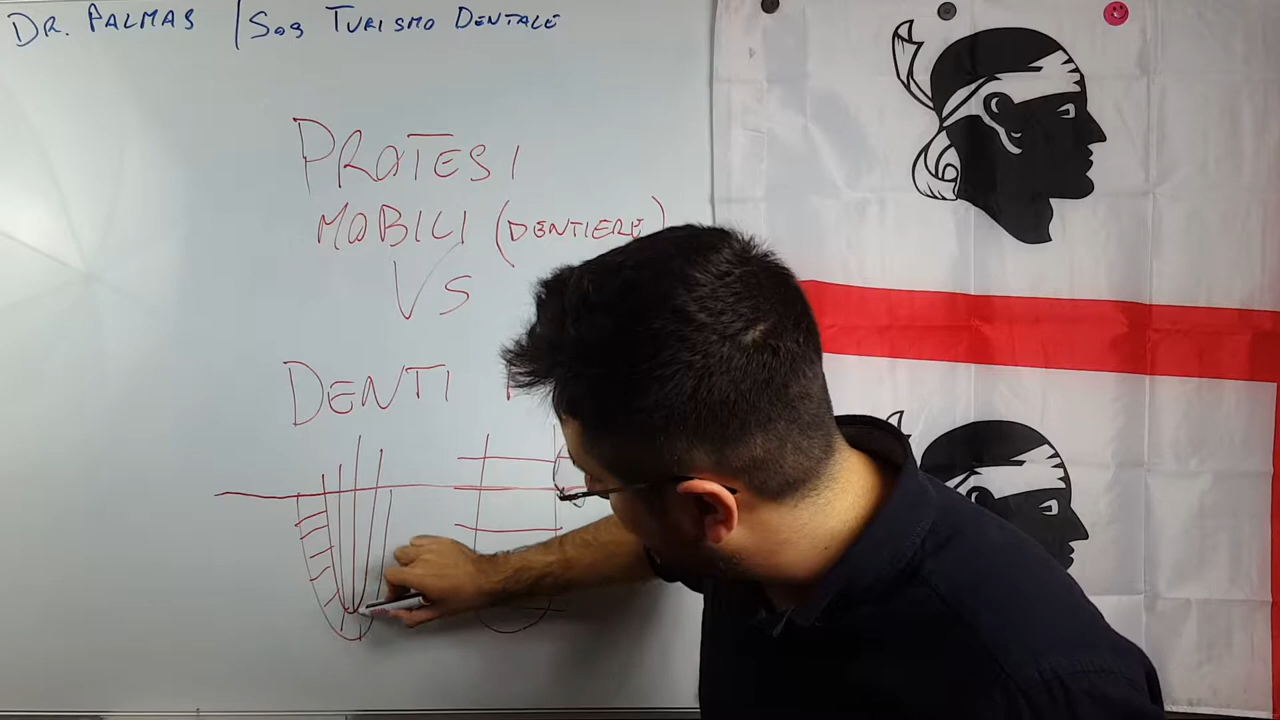 DR. PALMAS | SOS TURISMO DENTALE
PROTESI
MOBILI (DENTIERE)
VS
DENTI